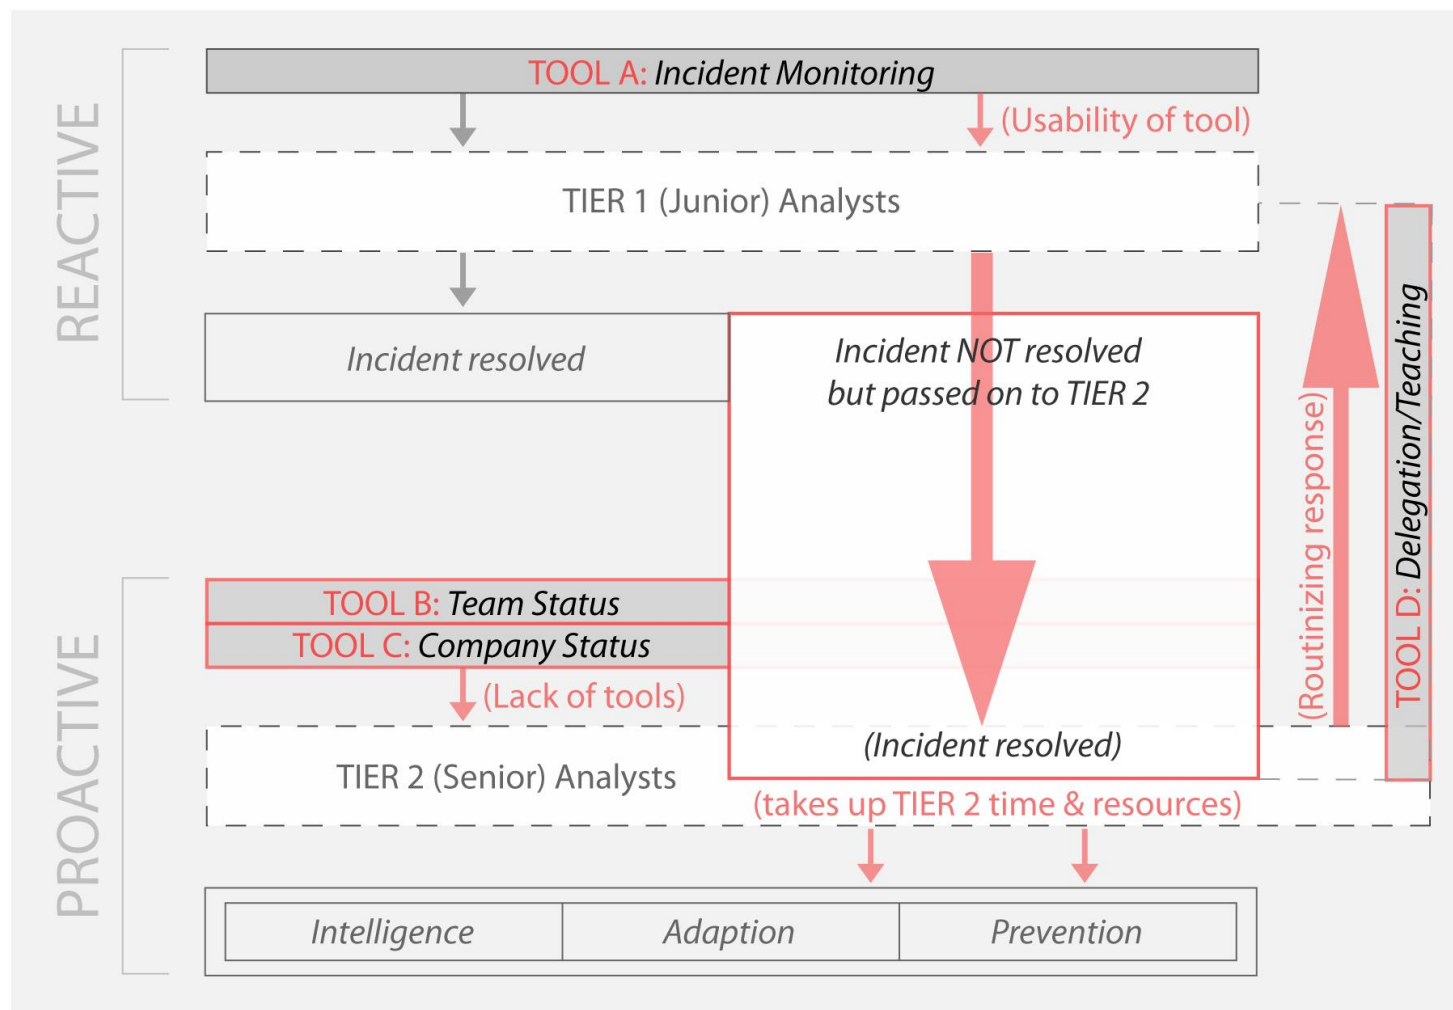 REACTIVE
TOOL A: Incident Monitoring
(Usability of tool)
TIER 1 (Junior) Analysts
Incident resolved
Incident NOT resolved
but passed on to TIER 2
(Routinizing response)
TOOL D: Delegation/Teaching
PROACTIVE
TOOL B: Team Status
TOOL C: Company Status
(Lack of tools)
(Incident resolved)
TIER 2 (Senior) Analysts
(takes up TIER 2 time & resources)
Intelligence
Adaption
Prevention